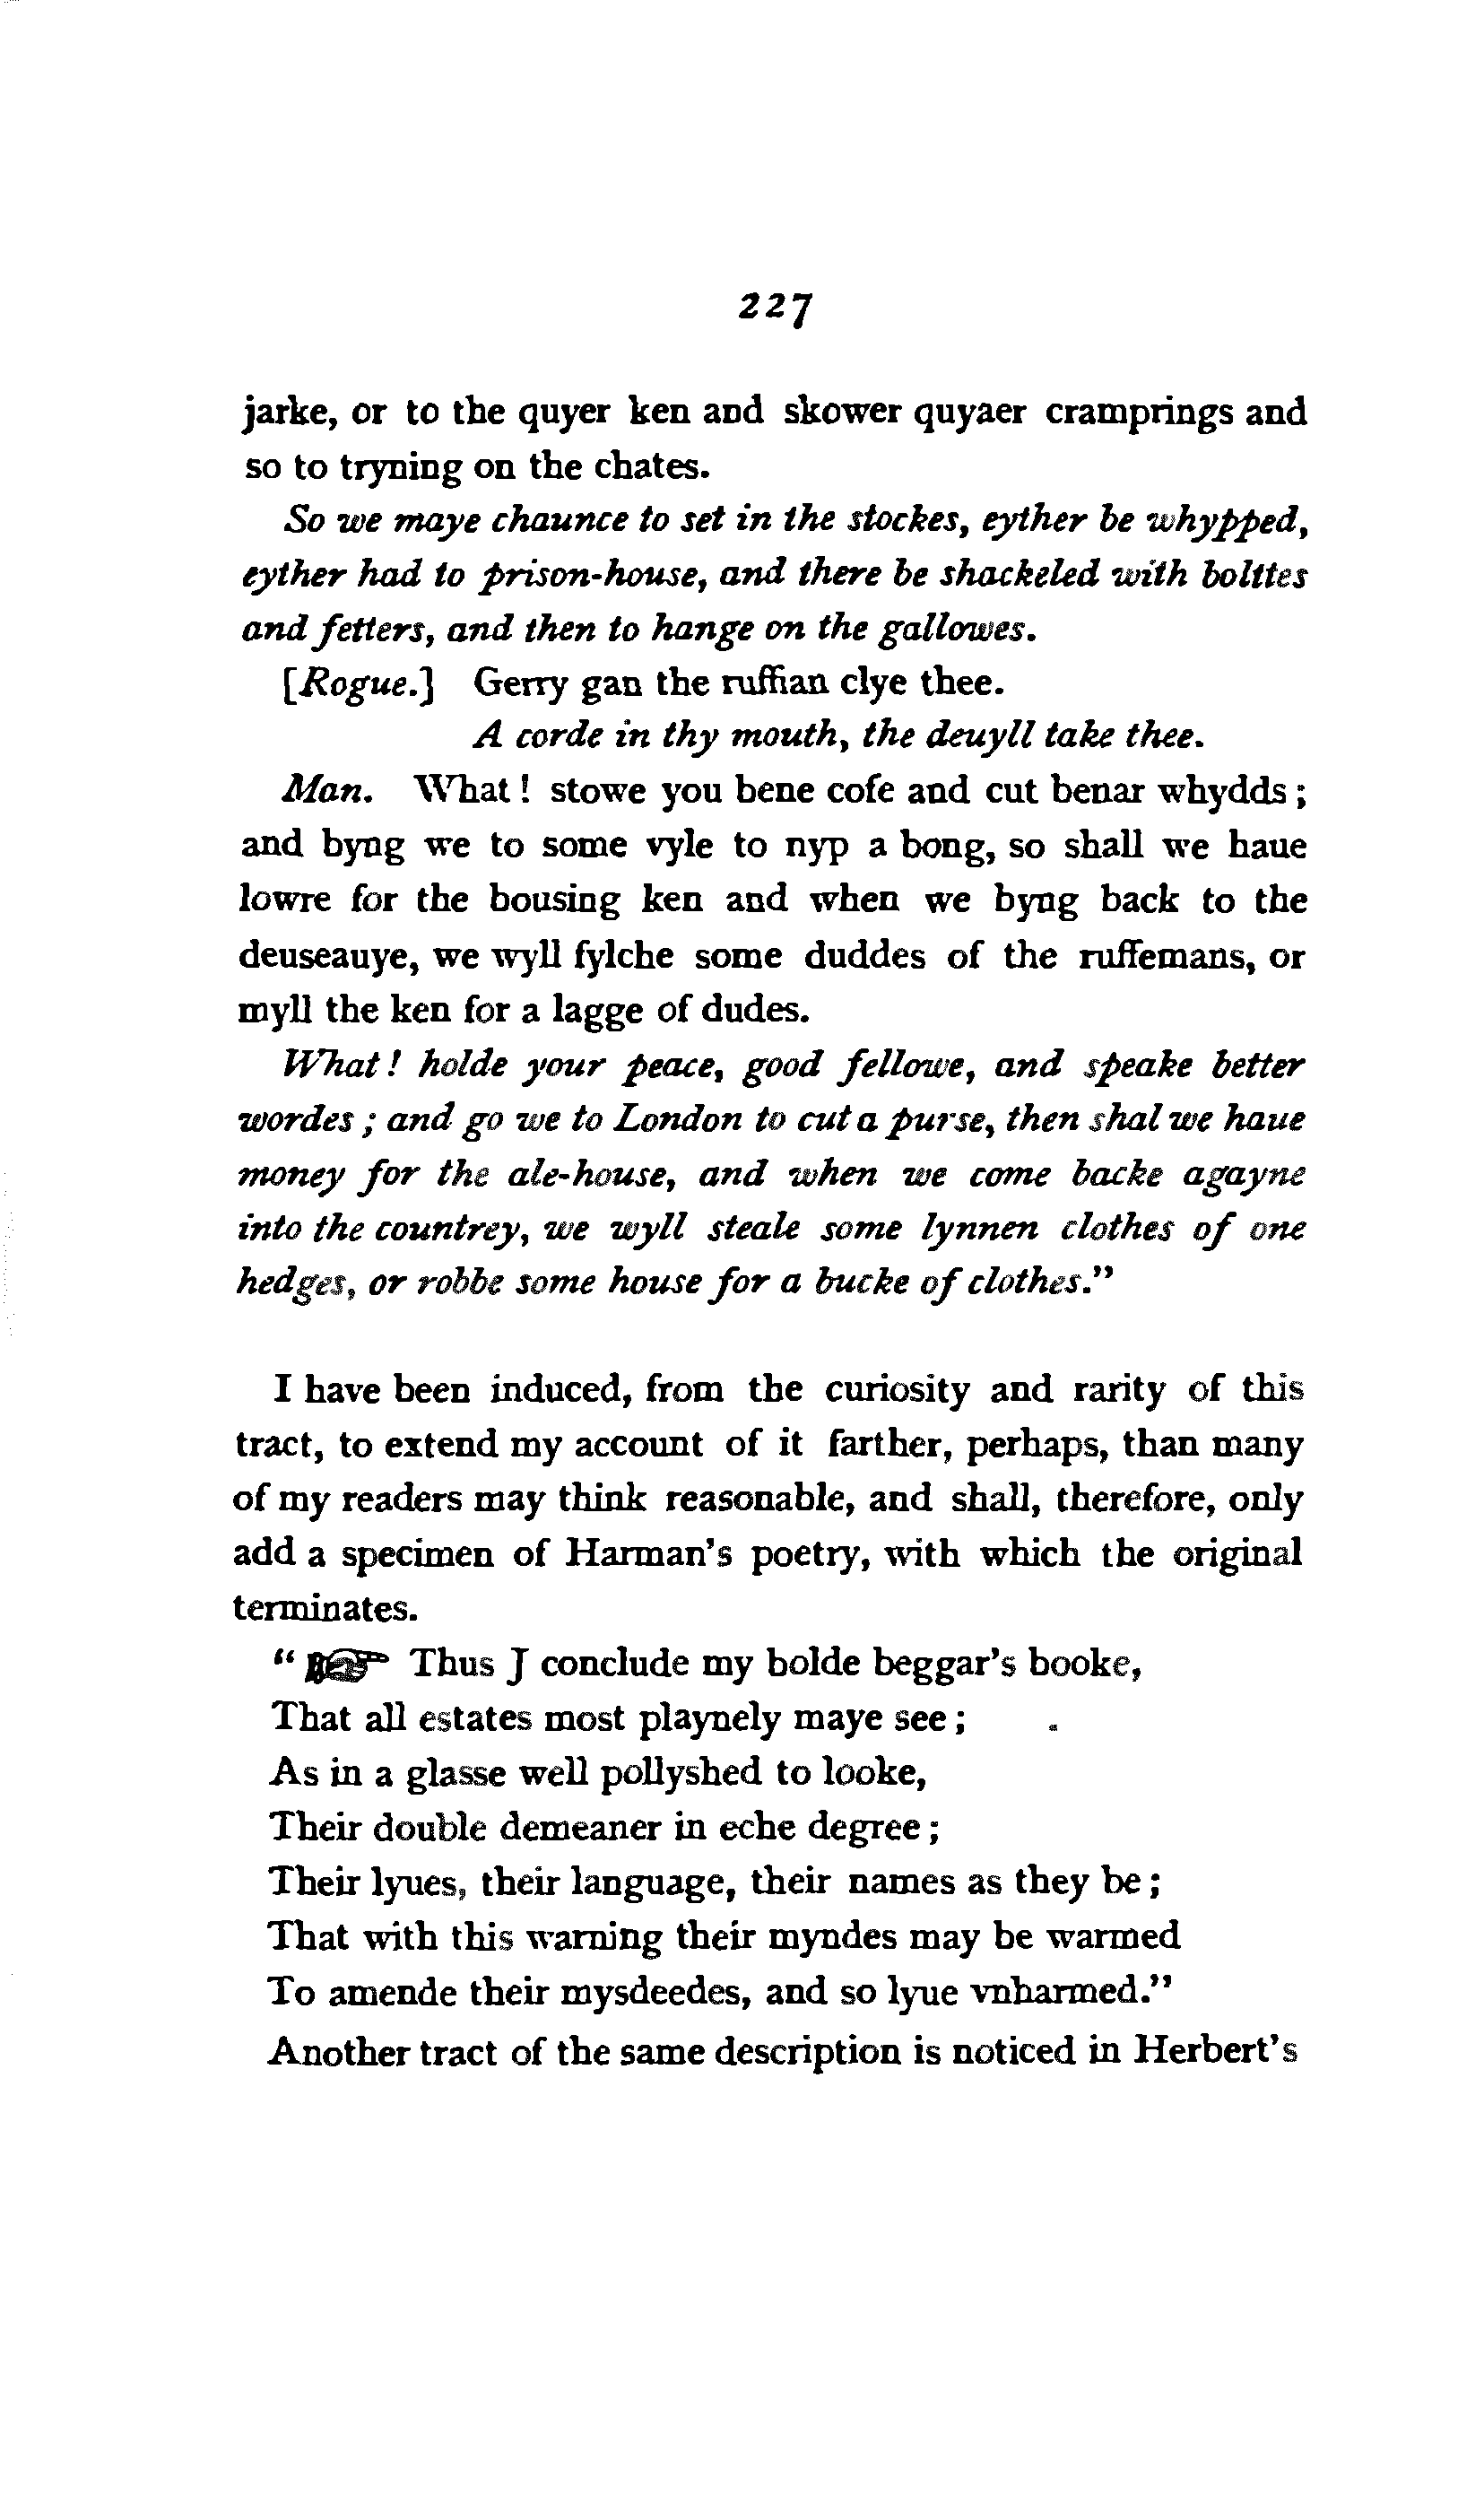 227
jarke, or to the quyer ken and skower quyaer cramprings and
so to tryning on the chates.
So we maye chaunce to set in the stockes, eyther be whypped,
eyther had to prison-house, and there be shackeled with bolttes
and fetters, and then to hange on the gallowes.
[Rogue.] Gerry gan the ruffian clye thee.
A corde in thy mouth, the deuyll take thee.
Man. What! stowe you bene cofe and cut benar whydds;
and byng we to some vyle to nyp a bong, so shall we haue
lowre for the bousing ken and when we byng back to the
deuseauye, we wyll fylche some duddes of the ruffemans, or
myll the ken for a lagge of dudes.
What! holde your peace, good fellowe, and speake better
wordes; and go we to London to cut a purse, then shal we haue
money for the ale-house, and when we come backe agayne
into the countrey, we wyll steale some lynnen clothes of one
hedges, or robbe some house for a bucke of clothes."
I have been induced, from the curiosity and rarity of this
tract, to extend my account of it farther, perhaps, than many
of my readers may think reasonable, and shall, therefore, only
add a specimen of Harman's poetry, with which the original
terminates.
"☞ Thus J conclude my bolde beggar's booke,
That all estates most playnely maye see;
As in a glasse well pollyshed to looke,
Their double demeaner in eche degree;
Their lyues, their language, their names as they be;
That with this warning their myndes may be warmed
To amende their mysdeedes, and so lyue vnharmed."
Another tract of the same description is noticed in Herbert's